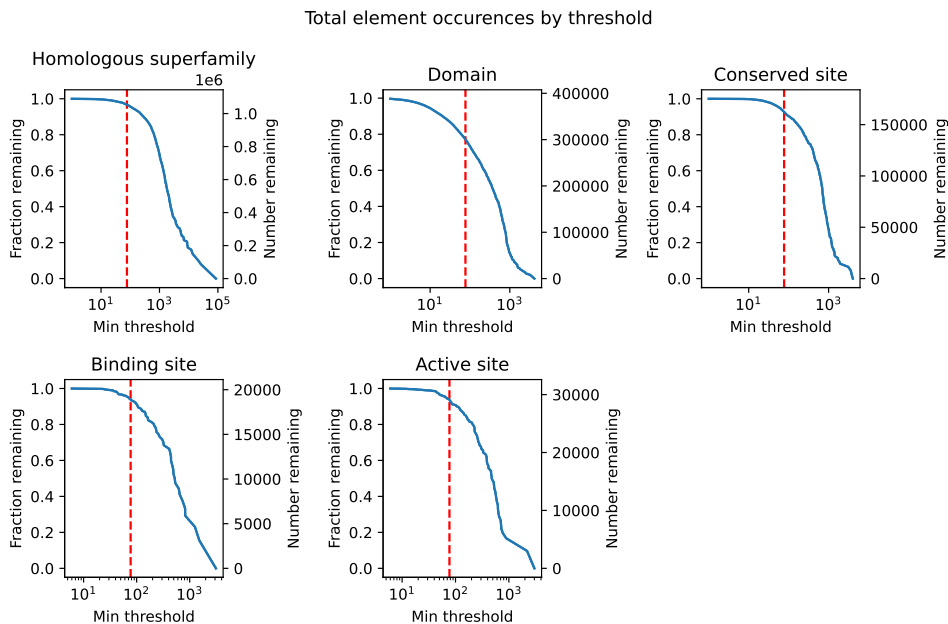 Total element occurences by threshold
Homologous superfamily
1e6
Fraction remaining
1.0
0.8
0.6
0.4
0.2
0.0
1.0
0.8
0.6
0.4
0.2
0.0
Number remaining
10¹ 10³ 10⁵
Min threshold
Domain
Fraction remaining
1.0
0.8
0.6
0.4
0.2
0.0
400000
300000
200000
100000
0
Number remaining
10¹ 10³
Min threshold
Conserved site
Fraction remaining
1.0
0.8
0.6
0.4
0.2
0.0
150000
100000
50000
0
Number remaining
10¹ 10³
Min threshold
Binding site
Fraction remaining
1.0
0.8
0.6
0.4
0.2
0.0
20000
15000
10000
5000
0
Number remaining
10¹ 10² 10³
Min threshold
Active site
Fraction remaining
1.0
0.8
0.6
0.4
0.2
0.0
30000
20000
10000
0
Number remaining
10¹ 10² 10³
Min threshold